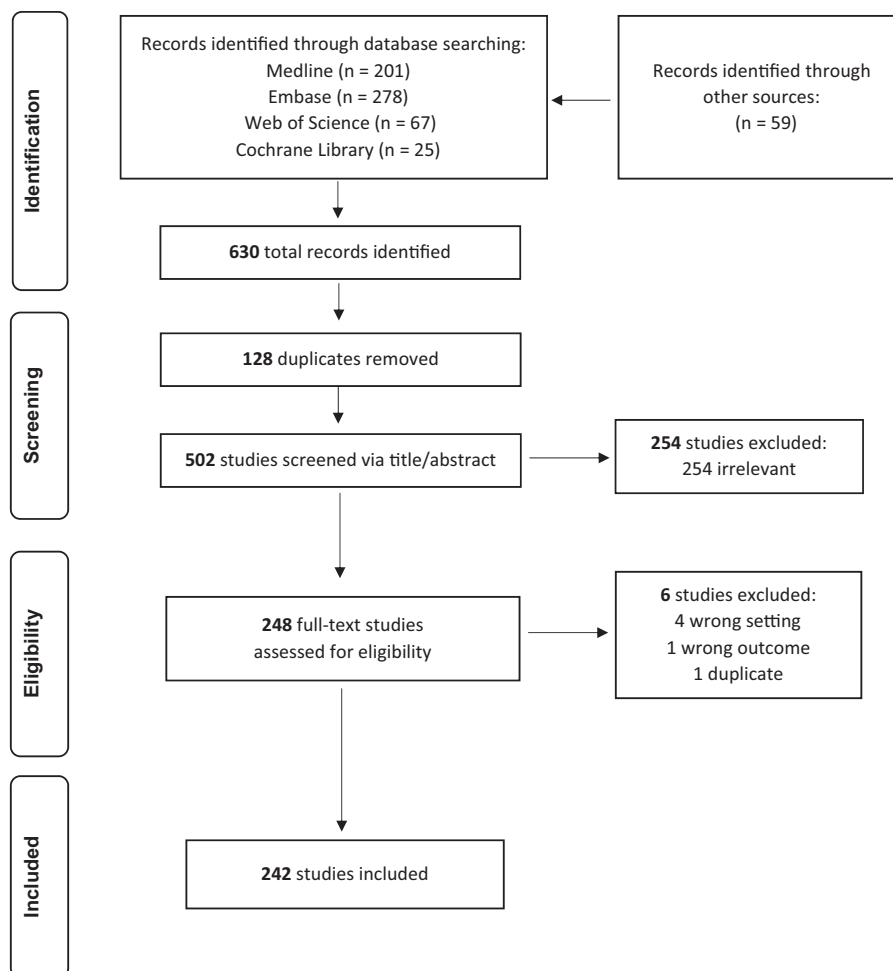 Identification
Records identified through database searching:
Medline (n = 201)
Embase (n = 278)
Web of Science (n = 67)
Cochrane Library (n = 25)
Records identified through
other sources:
(n = 59)
630 total records identified
Screening
128 duplicates removed
502 studies screened via title/abstract
254 studies excluded:
254 irrelevant
Eligibility
248 full-text studies
assessed for eligibility
6 studies excluded:
4 wrong setting
1 wrong outcome
1 duplicate
Included
242 studies included